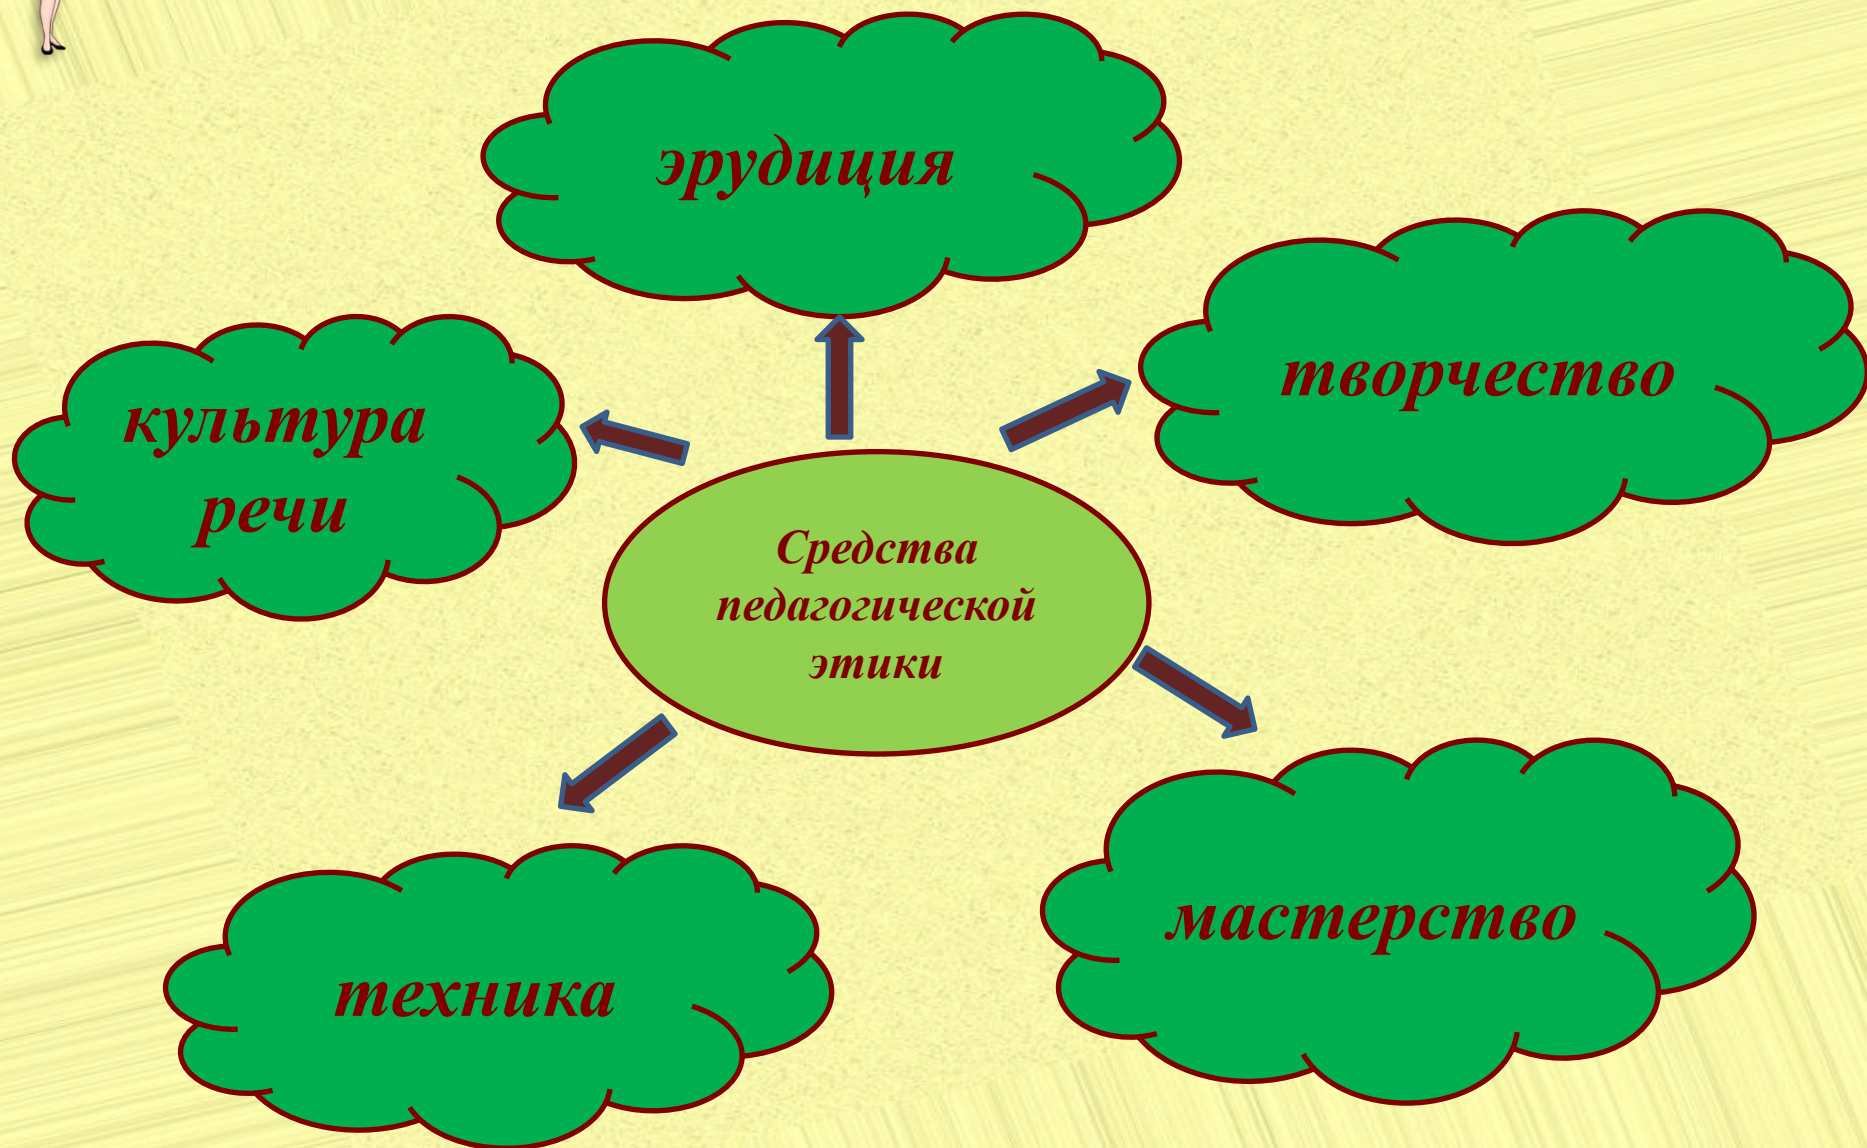 эрудиция
творчество
культура
речи
Средства
педагогической
этики
мастерство
техника